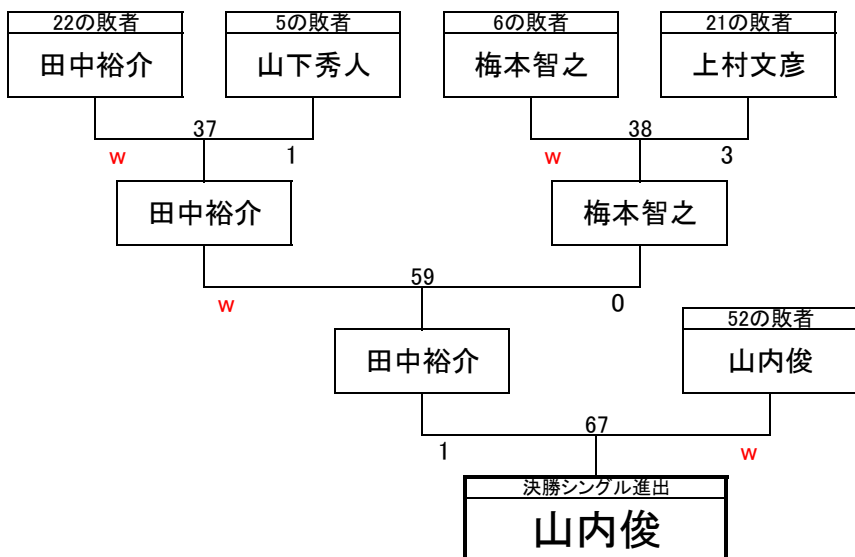 22の敗者 5の敗者 6の敗者 21の敗者
田中裕介 山下秀人 梅本智之 上村文彦
37 38
w 1 w 3
田中裕介 梅本智之
59
w 0
52の敗者
田中裕介 山内俊
67
1 w
決勝シングル進出
山内俊